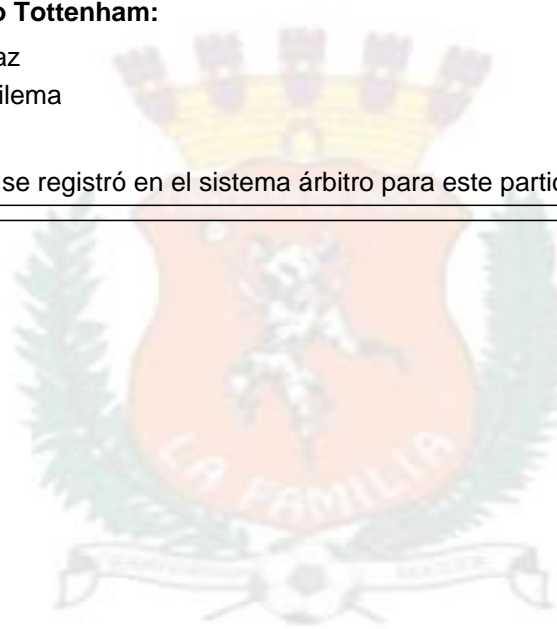 o Tottenham:
az
ilema
se registró en el sistema árbitro para este partic
LA FAMILIA